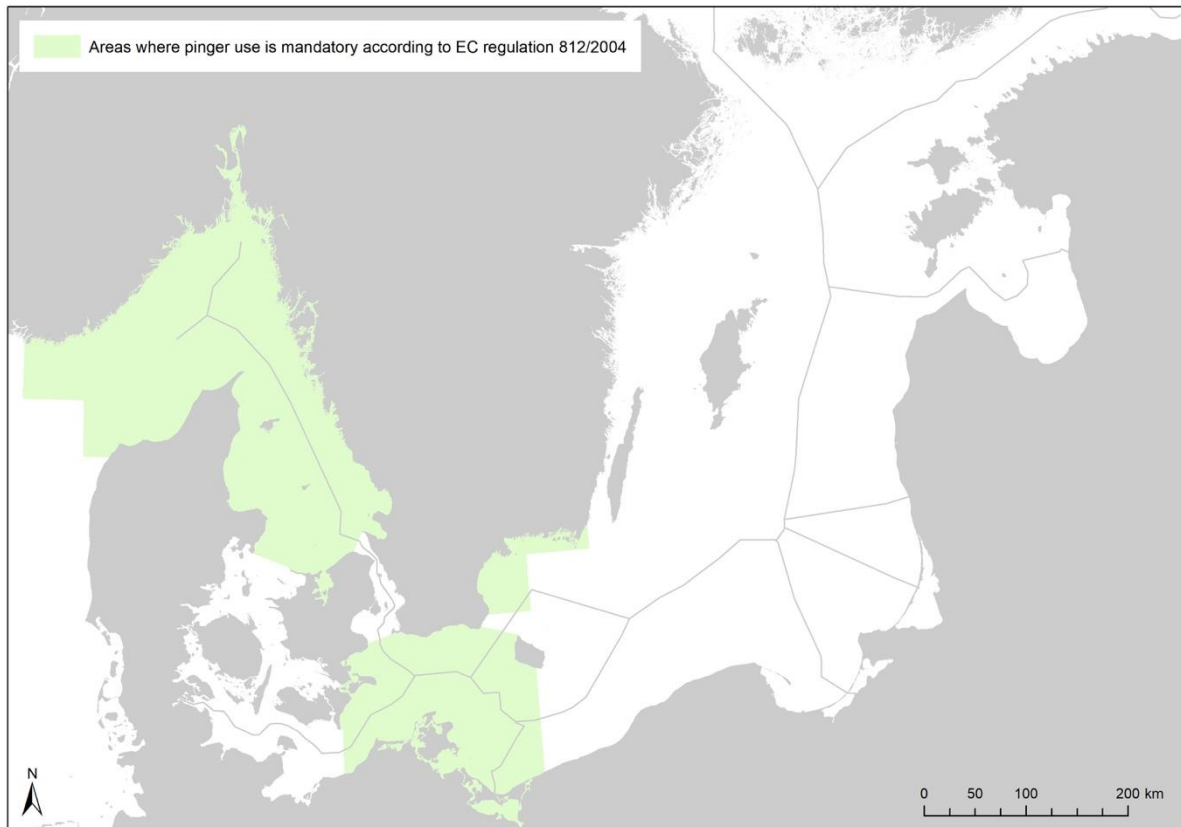 Areas where pinger use is mandatory according to EC regulation 812/2004
N
0 50 100 200 km